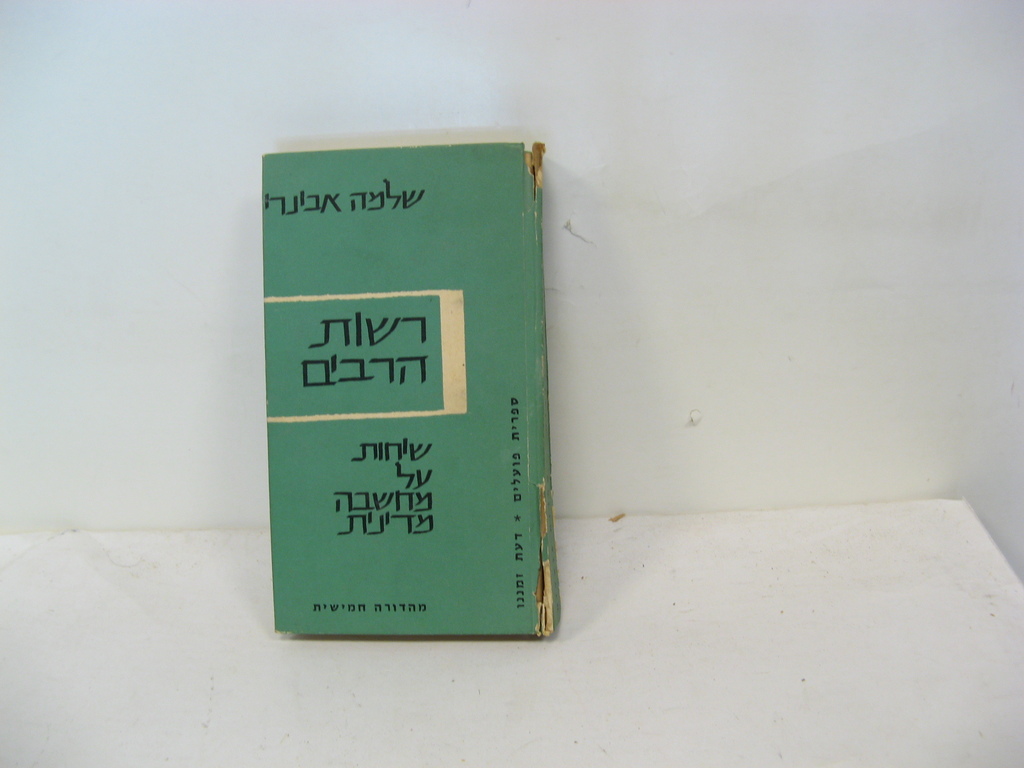 שלמה אבינרי
רשות
הרבים
שיחות
על
מחשבה
מדינית
מהדורה חמישית
ספרית פועלים * דעת זמננו